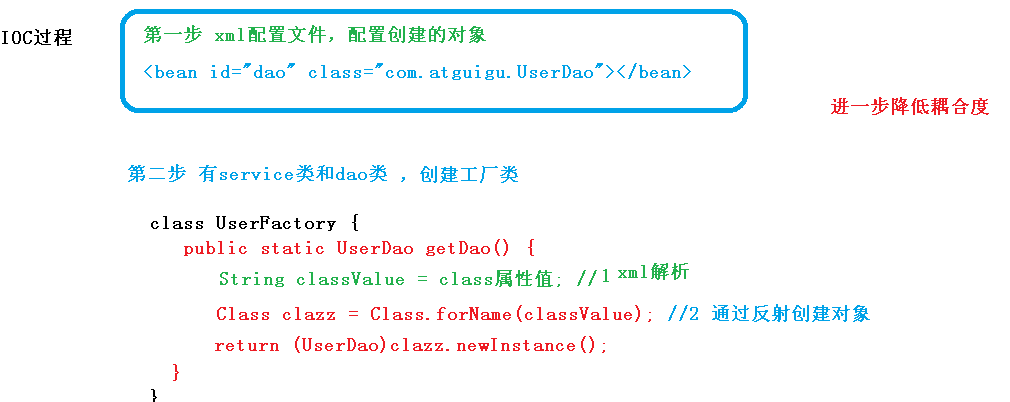 IOC过程
第一步 xml配置文件，配置创建的对象
<bean id="dao" class="com.atguigu.UserDao"></bean>
进一步降低耦合度
第二步 有service类和dao类 ，创建工厂类
class UserFactory {
public static UserDao getDao() {
String classValue = class属性值; //1 xml解析
Class clazz = Class.forName(classValue); //2 通过反射创建对象
return (UserDao)clazz.newInstance();
}
}